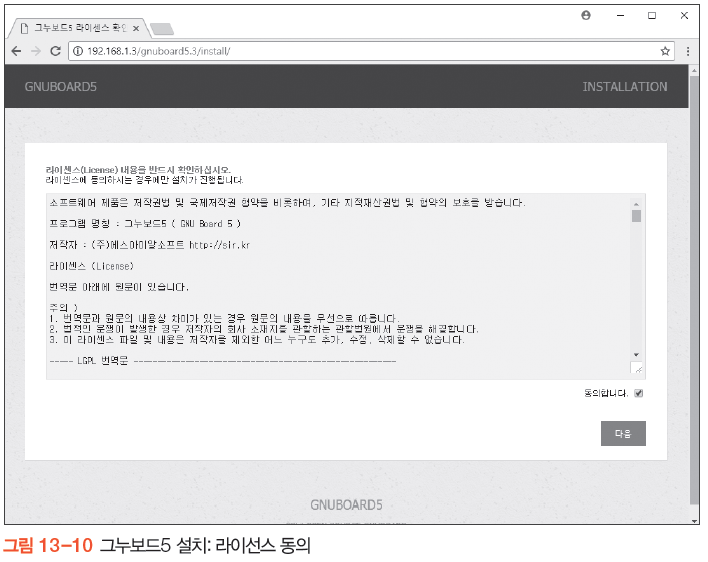 그누보드5 라이센스 확인
192.168.1.3/gnuboard5.3/install/
GNUBOARD5
INSTALLATION
라이센스(License) 내용을 반드시 확인하십시오.
라이센스에 동의하시는 경우에만 설치가 진행됩니다.
소프트웨어 제품은 저작권법 및 국제저작권 협약을 비롯하여, 기타 지적재산권법 및 협약의 보호를 받습니다.
프로그램 명칭 : 그누보드5 ( GNU Board 5 )
저작자 : (주)에스아이알소프트 http://sir.kr
라이센스 (License)
번역문 아래에 원문이 있습니다.
주의 )
1. 번역문과 원문의 내용상 차이가 있는 경우 원문의 내용을 우선으로 따릅니다.
2. 법적인 분쟁이 발생한 경우 저작자의 회사 소재지를 관할하는 관할법원에서 분쟁을 해결합니다.
3. 이 라이센스 파일 및 내용은 저작자를 제외한 어느 누구도 추가, 수정, 삭제할 수 없습니다.
----- LGPL 번역문 --------------------------------------------------
동의합니다.
다음
GNUBOARD5
그림 13-10 그누보드5 설치: 라이선스 동의